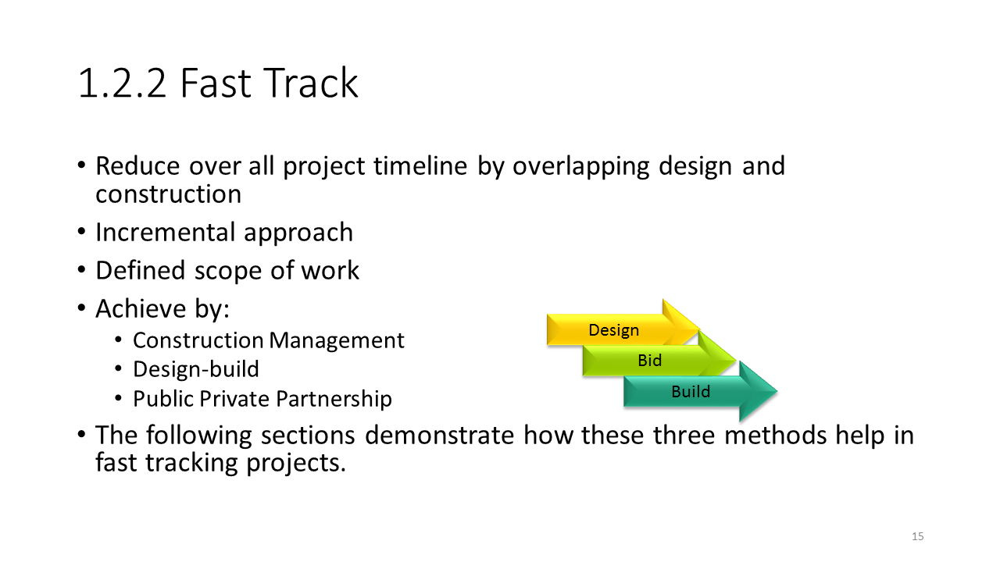 1.2.2 Fast Track
• Reduce over all project timeline by overlapping design and
construction
• Incremental approach
• Defined scope of work
• Achieve by:
• Construction Management
• Design-build
• Public Private Partnership
Design
Bid
Build
• The following sections demonstrate how these three methods help in
fast tracking projects.
15